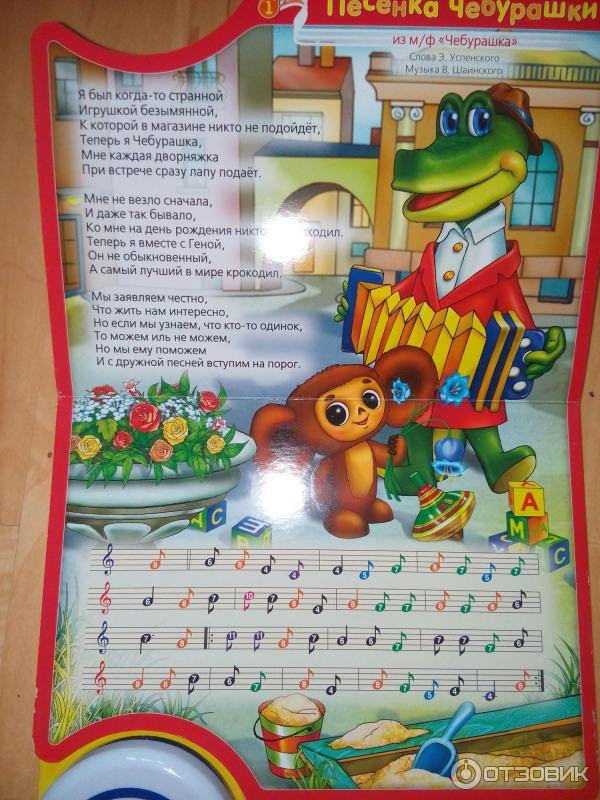 1
Песенка Чебурашки
из м/ф «Чебурашка»
Слова Э. Успенского
Музыка В. Шаинского
Я был когда-то странной
Игрушкой безымянной,
К которой в магазине никто не подойдёт,
Теперь я Чебурашка,
Мне каждая дворняжка
При встрече сразу лапу подаёт.
Мне не везло сначала,
И даже так бывало,
Ко мне на день рождения
Теперь я вместе с Геной,
Он не обыкновенный,
А самый лучший в мире крокодил.
Мы заявляем честно,
Что жить нам интересно,
Но если мы узнаем, что кто-то одинок,
То можем иль не можем,
Но мы ему поможем
И с дружной песней вступим на порог.
А
М
С
С
ОТЗОВИК